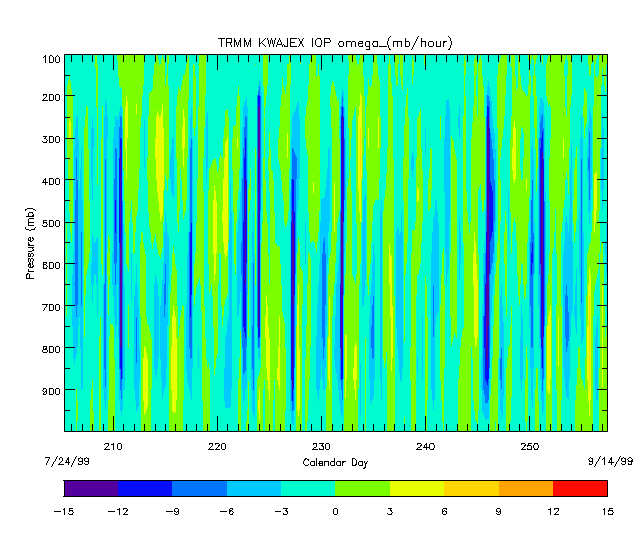 TRMM KWAJEX IOP omega_(mb/hour)
100
200
300
400
500
600
700
800
900
Pressure (mb)
210 220 230 240 250
7/24/99 Calendar Day 9/14/99
-15 -12 -9 -6 -3 0 3 6 9 12 15